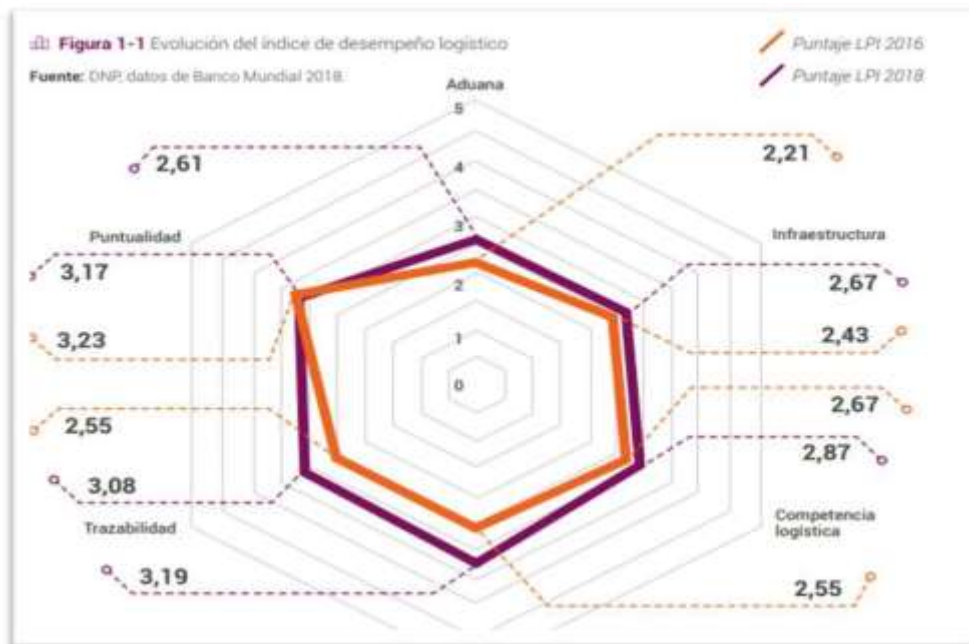 Figura 1-1 Evolución del índice de desempeño logístico
Fuente: DNP, datos de Banco Mundial 2018.
Puntaje LPI 2016
Puntaje LPI 2018
Aduana
5
4
3
2
1
0
2,61
2,21
Puntualidad
Infraestructura
3,17
2,67
3,23
2,43
2,55
2,67
3,08
2,87
Trazabilidad
Competencia
logística
3,19
2,55